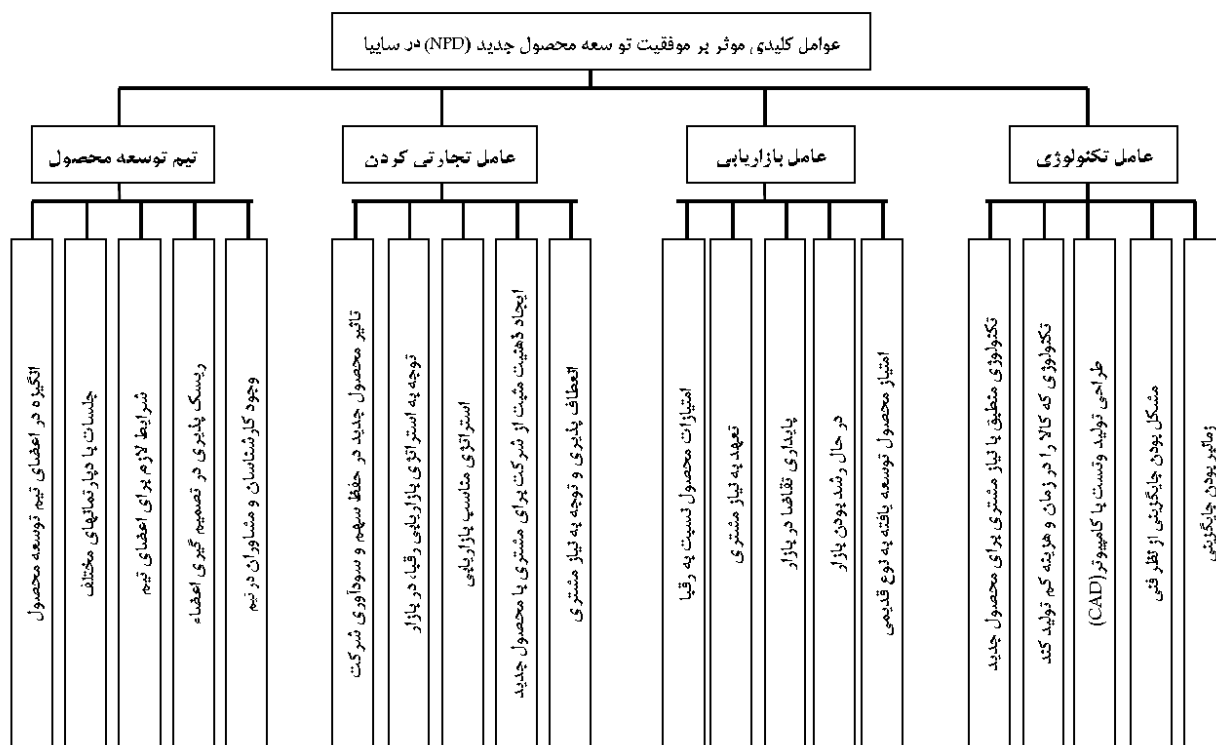 عوامل کلیدی موثر بر موفقیت تو سعه محصول جدید (NPD) در سایپا
عامل تکنولوژی
عامل بازاریابی
عامل تجارتی کردن
تیم توسعه محصول
زمانبر بودن جایگزینی
مشکل بودن جایگزینی از نظر فنی
طراحی تولید وتست با کامپیوتر (CAD)
تکنولوژی که کالا را در زمان و هزینه کم تولید کند
تکنولوژی منطبق با نیاز مشتری برای محصول جدید
امتیاز محصول توسعه یافته به نوع قدیمی
در حال رشد بودن بازار
پایداری تقاضا در بازار
تعهد به نیاز مشتری
امتیازات محصول نسبت به رقبا
انعطاف پذیری و توجه به نیاز مشتری
ایجاد ذهنیت مثبت از شرکت برای مشتری با محصول جدید
استراتژی مناسب بازاریابی
توجه به استراتژی بازاریابی رقبا، در بازار
تاثیر محصول جدید در حفظ سهم و سودآوری شرکت
وجود کارشناسان و مشاوران در تیم
ریسک پذیری در تصمیم گیری اعضاء
شرایط لازم برای اعضای تیم
جلسات با دپارتمانهای مختلف
انگیزه در اعضای تیم توسعه محصول